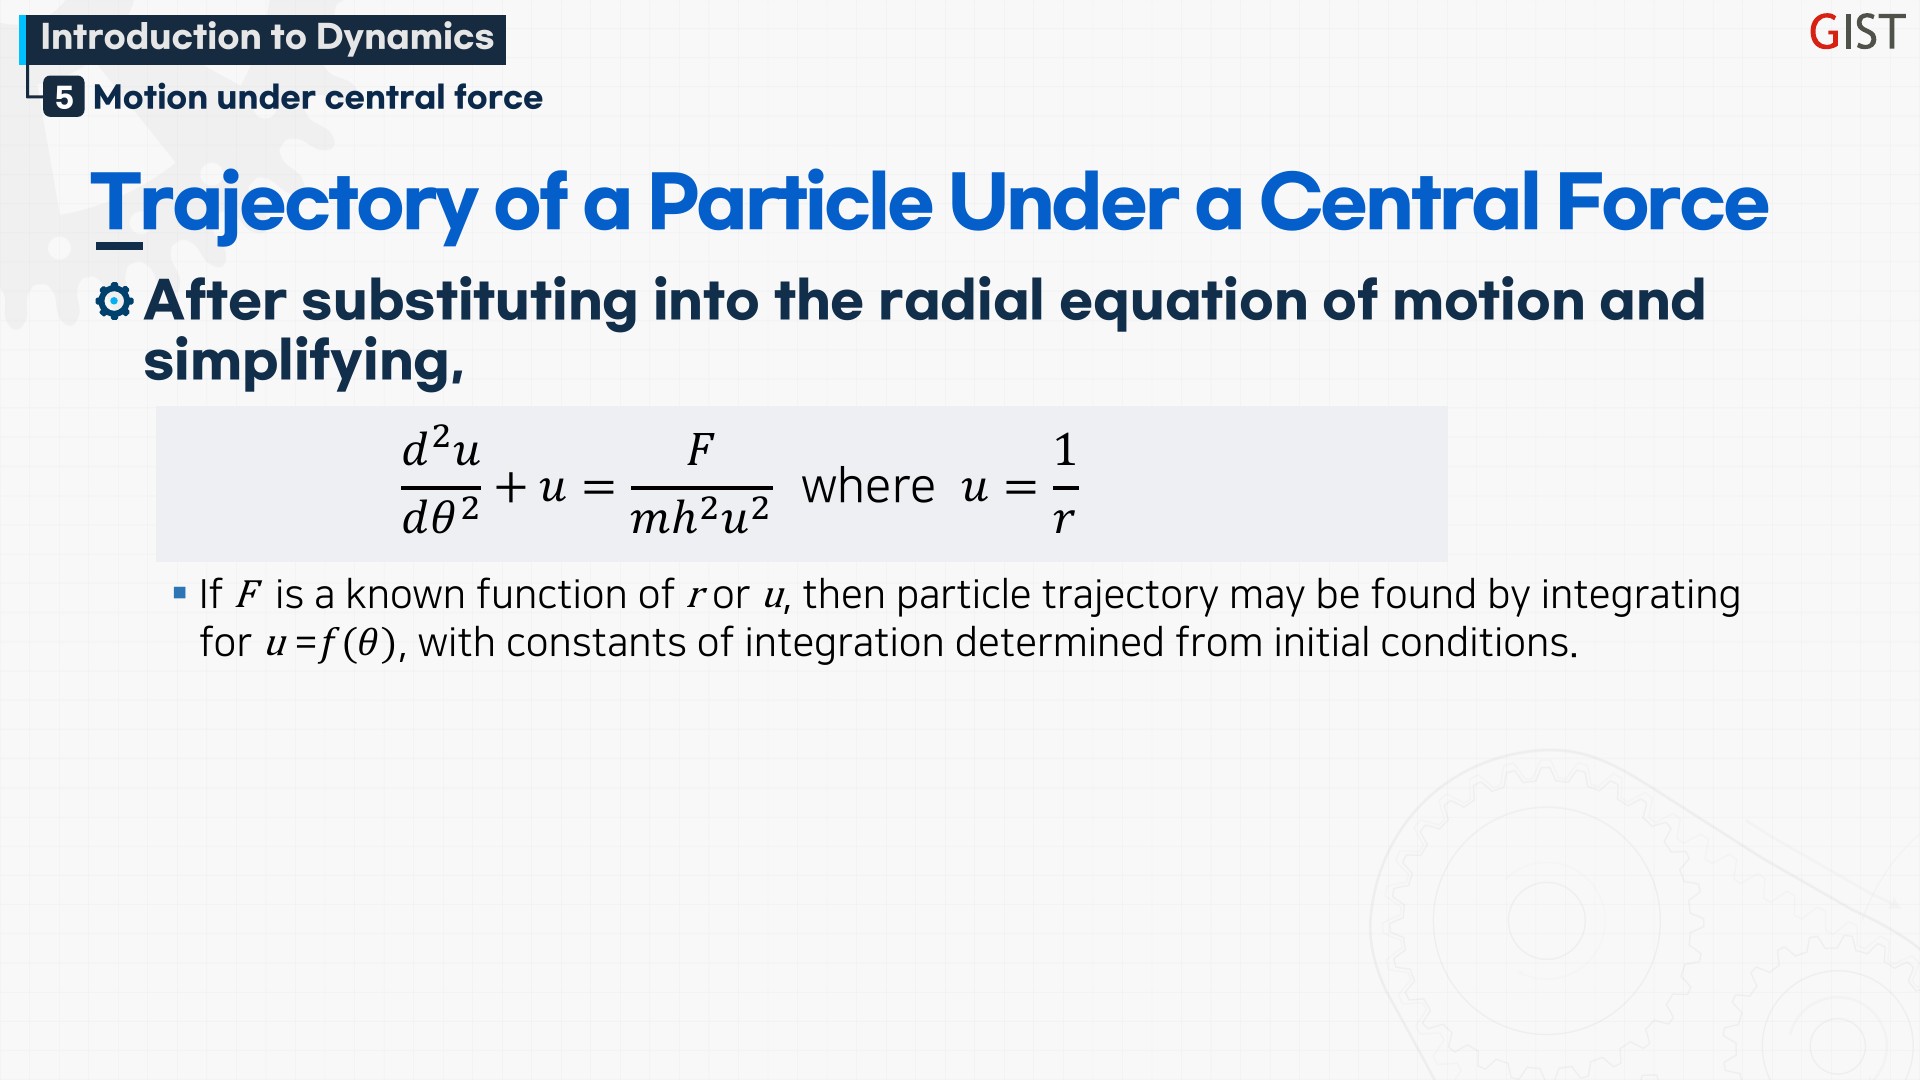 Introduction to Dynamics
GIST
5 Motion under central force
Trajectory of a Particle Under a Central Force
After substituting into the radial equation of motion and
simplifying,
d²u/dθ² + u = F/mh²u² where u = 1/r
▪ If F is a known function of r or u, then particle trajectory may be found by integrating
for u =f(θ), with constants of integration determined from initial conditions.